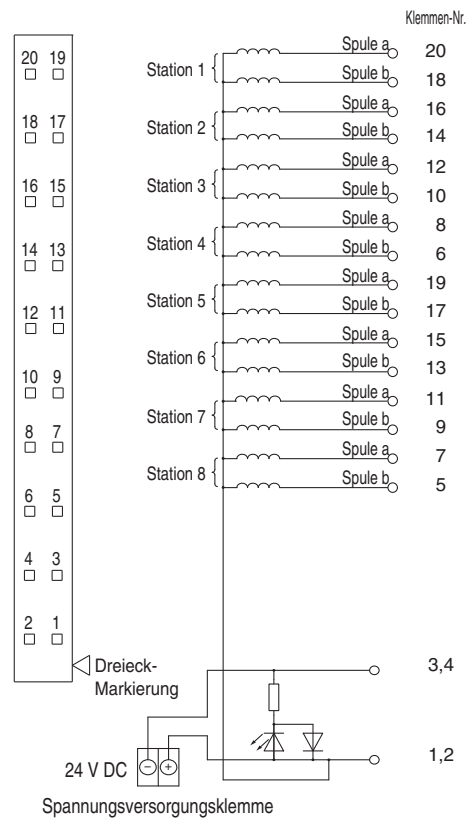 Klemmen-Nr.
20 19
18 17
16 15
14 13
12 11
10 9
8 7
6 5
4 3
2 1
Station 1 { Spule a 20
Spule b 18
Station 2 { Spule a 16
Spule b 14
Station 3 { Spule a 12
Spule b 10
Station 4 { Spule a 8
Spule b 6
Station 5 { Spule a 19
Spule b 17
Station 6 { Spule a 15
Spule b 13
Station 7 { Spule a 11
Spule b 9
Station 8 { Spule a 7
Spule b 5
Dreieck-
Markierung
3,4
1,2
24 V DC − +
Spannungsversorgungsklemme